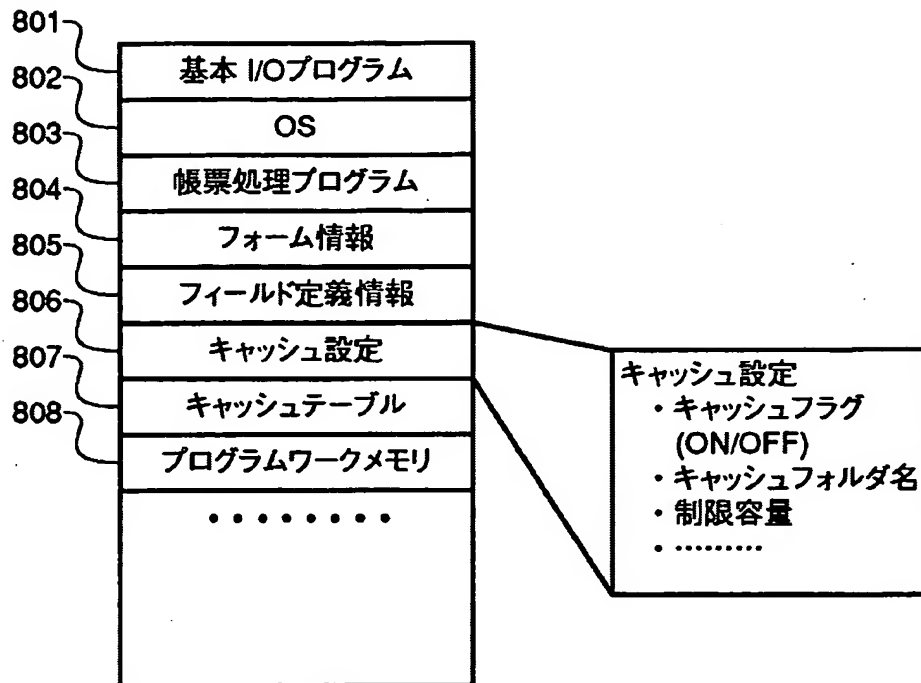 801
基本 I/Oプログラム
802
OS
803
帳票処理プログラム
804
フォーム情報
805
フィールド定義情報
806
キャッシュ設定
807
キャッシュテーブル
808
プログラムワークメモリ
・・・・・・・・
キャッシュ設定
・キャッシュフラグ
(ON/OFF)
・キャッシュフォルダ名
・制限容量
・………